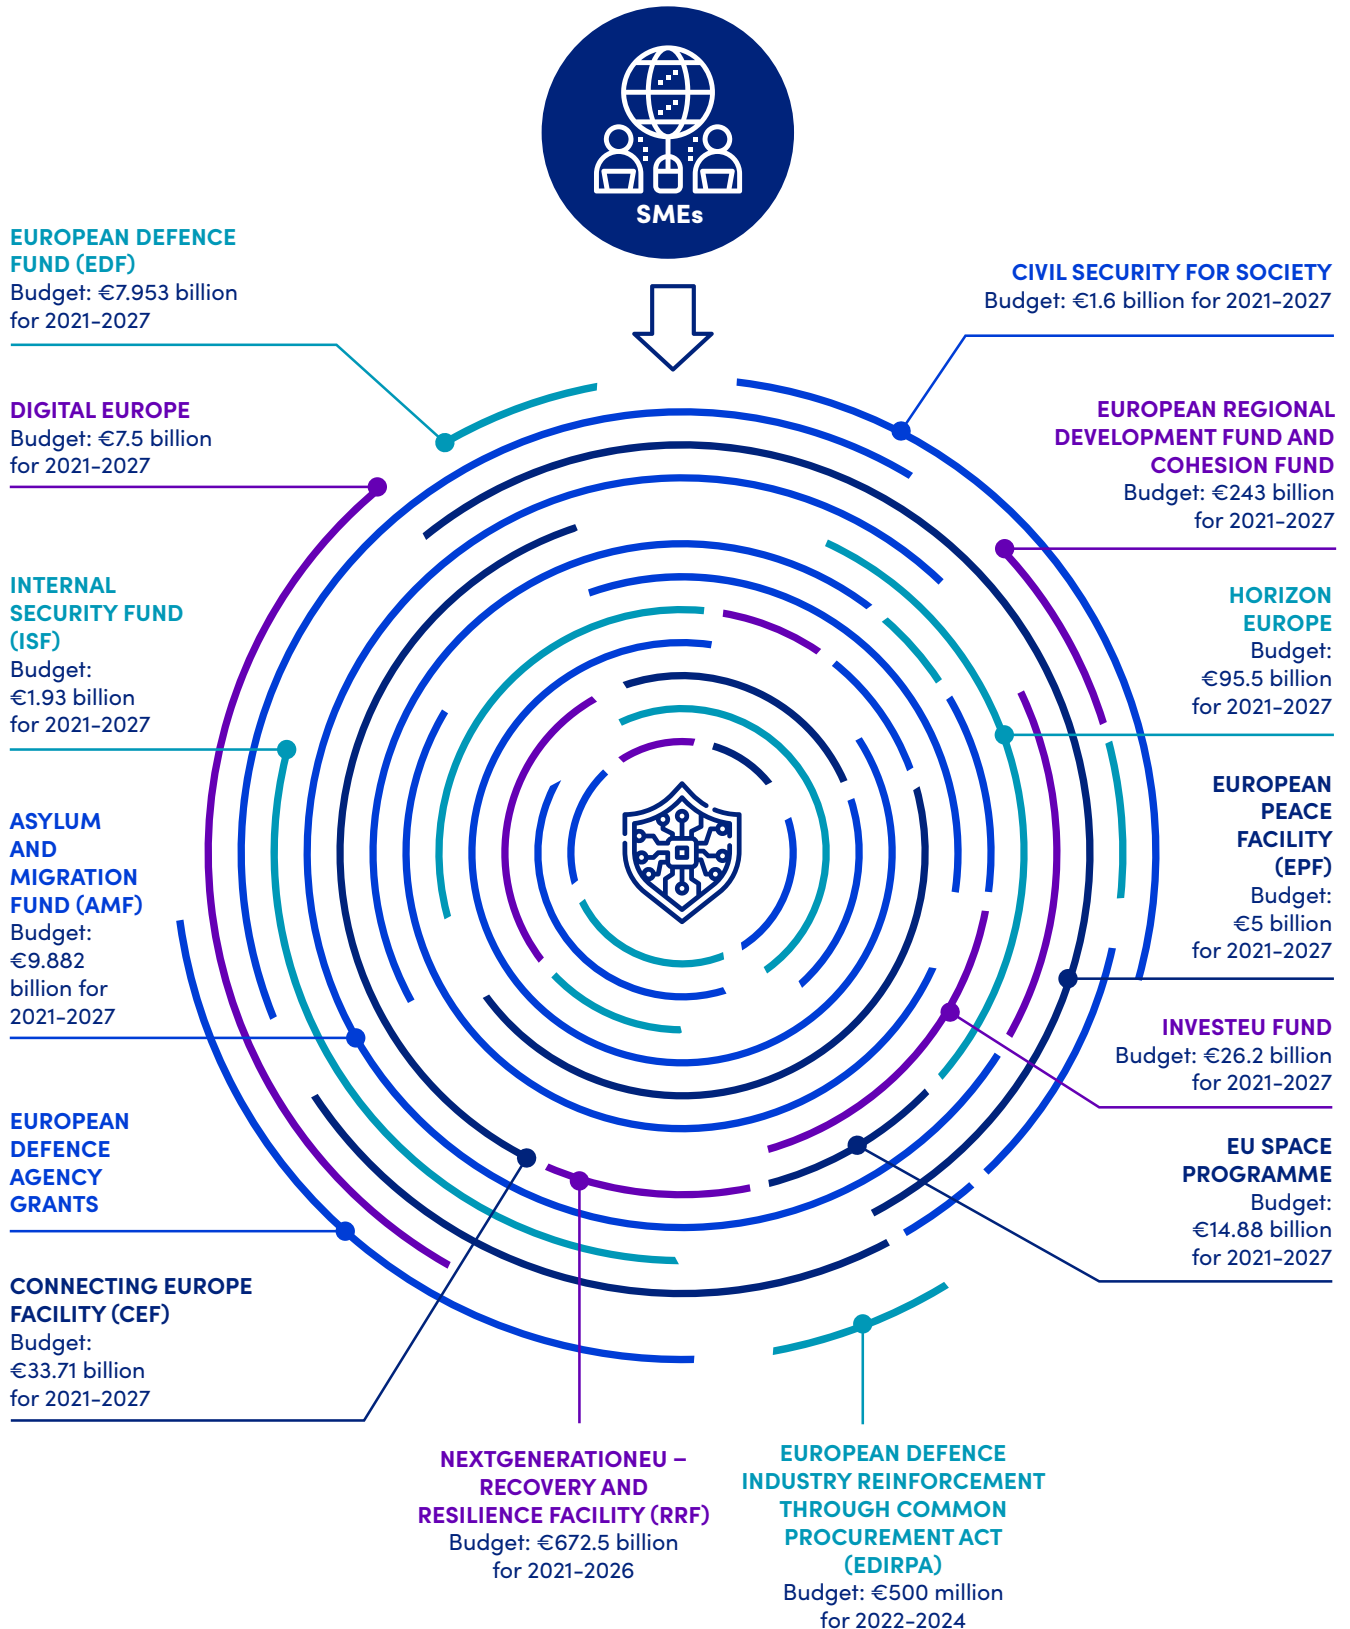 SMEs
EUROPEAN DEFENCE
FUND (EDF)
Budget: €7.953 billion
for 2021-2027
DIGITAL EUROPE
Budget: €7.5 billion
for 2021-2027
INTERNAL
SECURITY FUND
(ISF)
Budget:
€1.93 billion
for 2021-2027
ASYLUM
AND
MIGRATION
FUND (AMF)
Budget:
€9.882
billion for
2021-2027
EUROPEAN
DEFENCE
AGENCY
GRANTS
CONNECTING EUROPE
FACILITY (CEF)
Budget:
€33.71 billion
for 2021-2027
CIVIL SECURITY FOR SOCIETY
Budget: €1.6 billion for 2021-2027
EUROPEAN REGIONAL
DEVELOPMENT FUND AND
COHESION FUND
Budget: €243 billion
for 2021-2027
HORIZON
EUROPE
Budget:
€95.5 billion
for 2021-2027
EUROPEAN
PEACE
FACILITY
(EPF)
Budget:
€5 billion
for 2021-2027
INVESTEU FUND
Budget: €26.2 billion
for 2021-2027
EU SPACE
PROGRAMME
Budget:
€14.88 billion
for 2021-2027
NEXTGENERATIONEU –
RECOVERY AND
RESILIENCE FACILITY (RRF)
Budget: €672.5 billion
for 2021-2026
EUROPEAN DEFENCE
INDUSTRY REINFORCEMENT
THROUGH COMMON
PROCUREMENT ACT
(EDIRPA)
Budget: €500 million
for 2022-2024